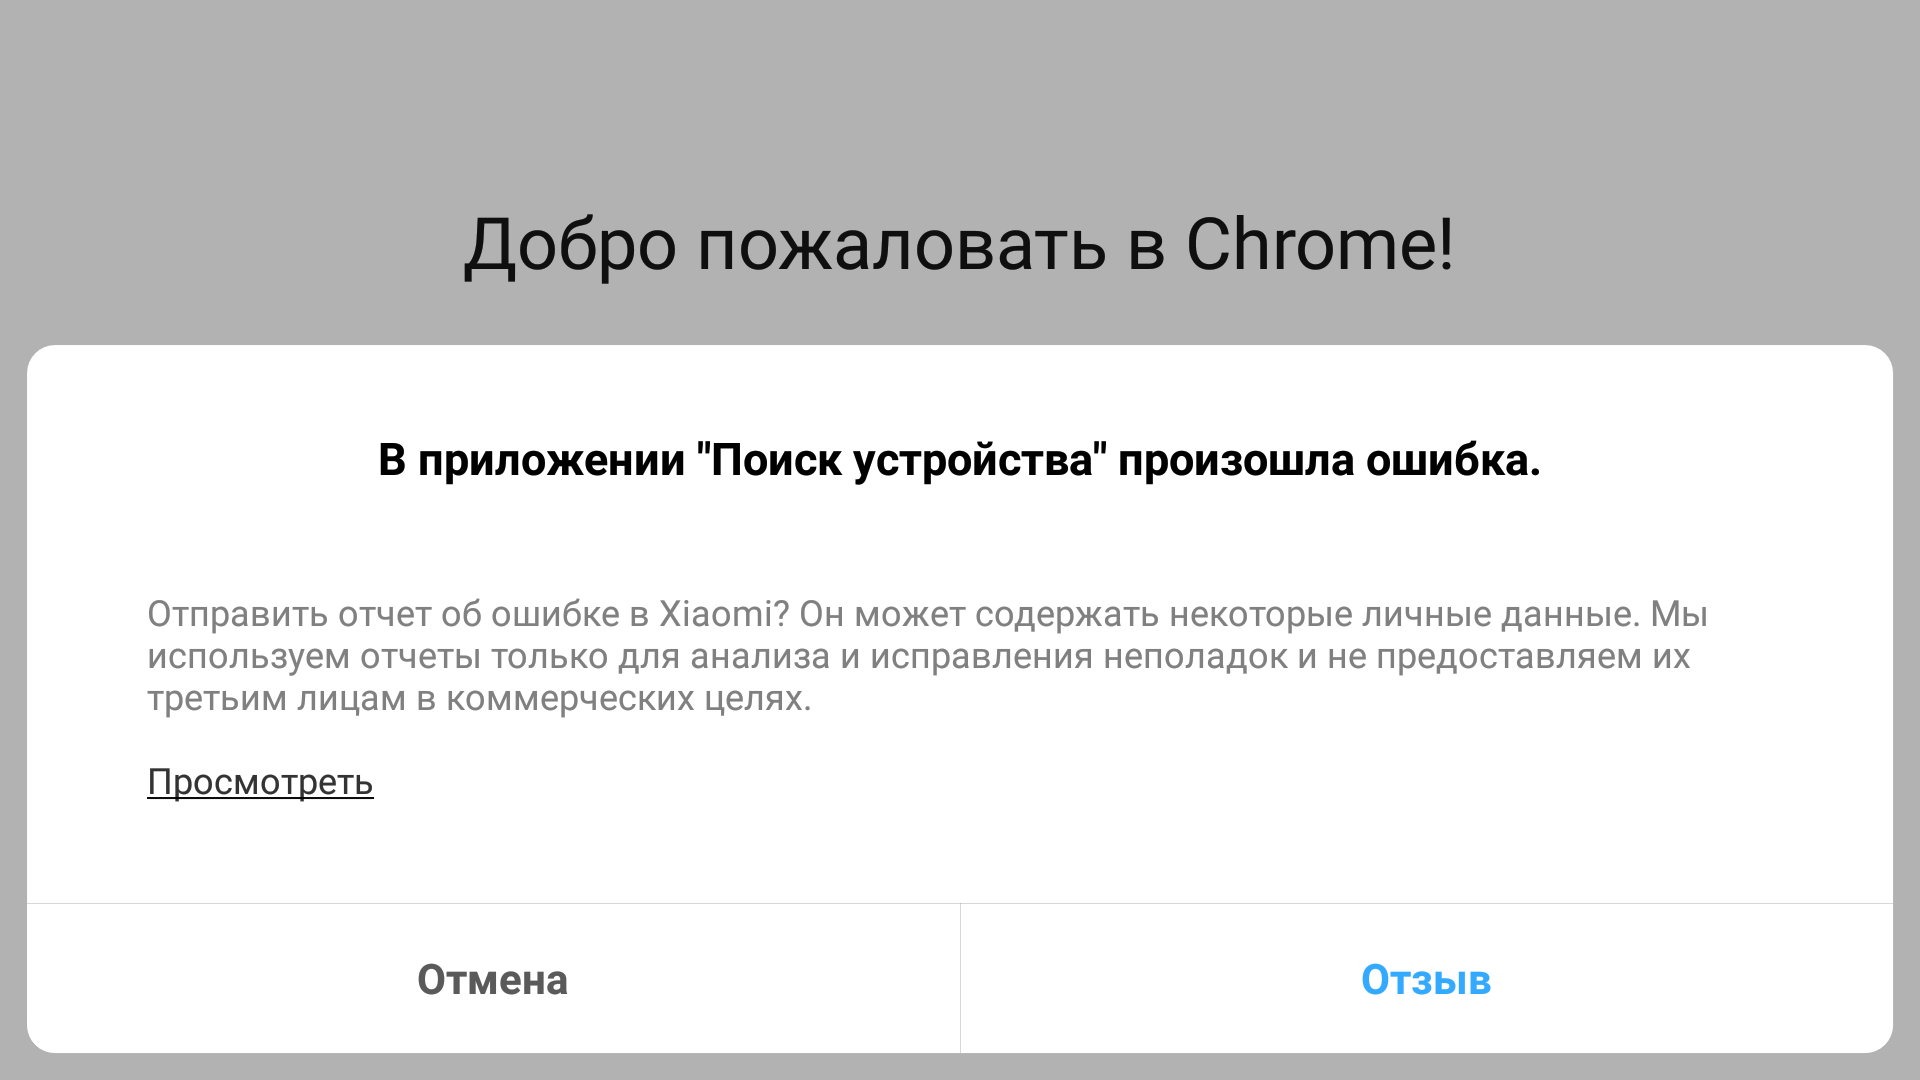 Добро пожаловать в Chrome!
В приложении "Поиск устройства" произошла ошибка.
Отправить отчет об ошибке в Xiaomi? Он может содержать некоторые личные данные. Мы
используем отчеты только для анализа и исправления неполадок и не предоставляем их
третьим лицам в коммерческих целях.
Просмотреть
Отмена
Отзыв